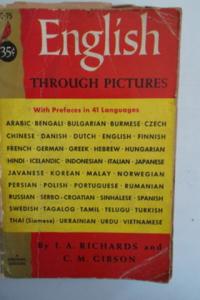 C-75
35¢
English
THROUGH PICTURES
With Prefaces in 41 Languages
ARABIC · BENGALI · BULGARIAN · BURMESE · CZECH
CHINESE · DANISH · DUTCH · ENGLISH · FINNISH
FRENCH · GERMAN · GREEK · HEBREW · HUNGARIAN
HINDI · ICELANDIC · INDONESIAN · ITALIAN · JAPANESE
JAVANESE · KOREAN · MALAY · NORWEGIAN
PERSIAN · POLISH · PORTUGUESE · RUMANIAN
RUSSIAN · SERBO-CROATIAN · SINHALESE · SPANISH
SWEDISH · TAGALOG · TAMIL · TELUGU · TURKISH
THAI (Siamese) · UKRAINIAN · URDU · VIETNAMESE
By I. A. RICHARDS and
C. M. GIBSON